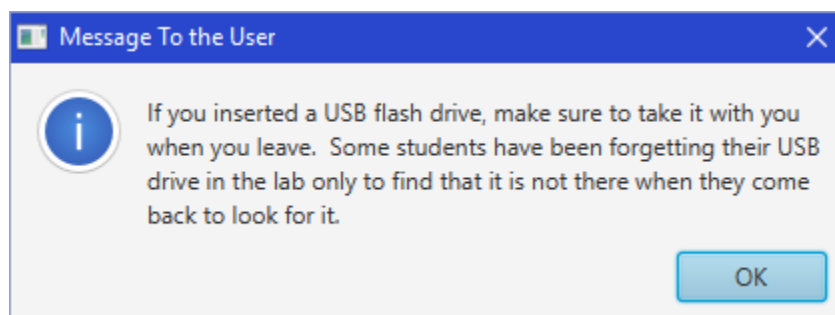 Message To the User
If you inserted a USB flash drive, make sure to take it with you
when you leave.  Some students have been forgetting their USB
drive in the lab only to find that it is not there when they come
back to look for it.
OK